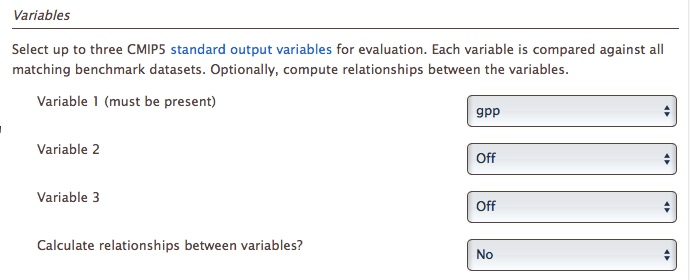 Variables
Select up to three CMIP5 standard output variables for evaluation. Each variable is compared against all
matching benchmark datasets. Optionally, compute relationships between the variables.
Variable 1 (must be present)
gpp
Variable 2
Off
Variable 3
Off
Calculate relationships between variables?
No